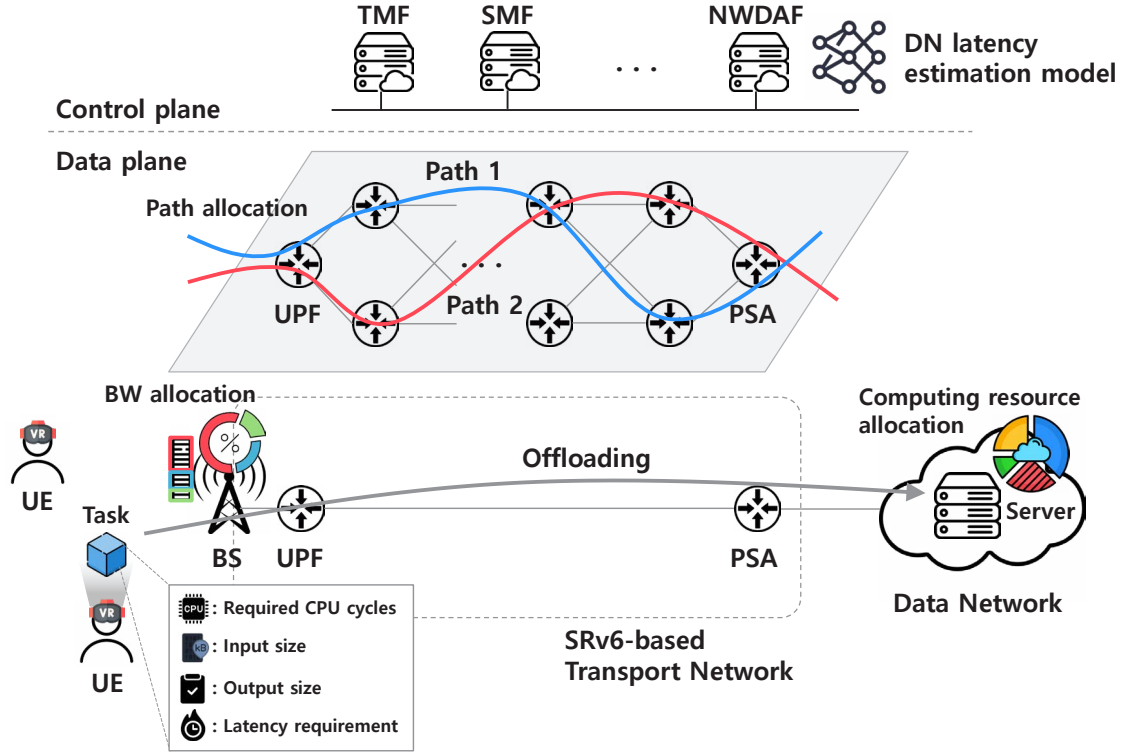 TMF
SMF
NWDAF
. . .
DN latency
estimation model
Control plane
Data plane
Path 1
Path allocation
. . .
UPF
Path 2
PSA
BW allocation
%
Computing resource
allocation
VR
UE
Offloading
Server
Task
BS
UPF
PSA
Data Network
VR
UE
CPU : Required CPU cycles
kB : Input size
: Output size
: Latency requirement
SRv6-based
Transport Network